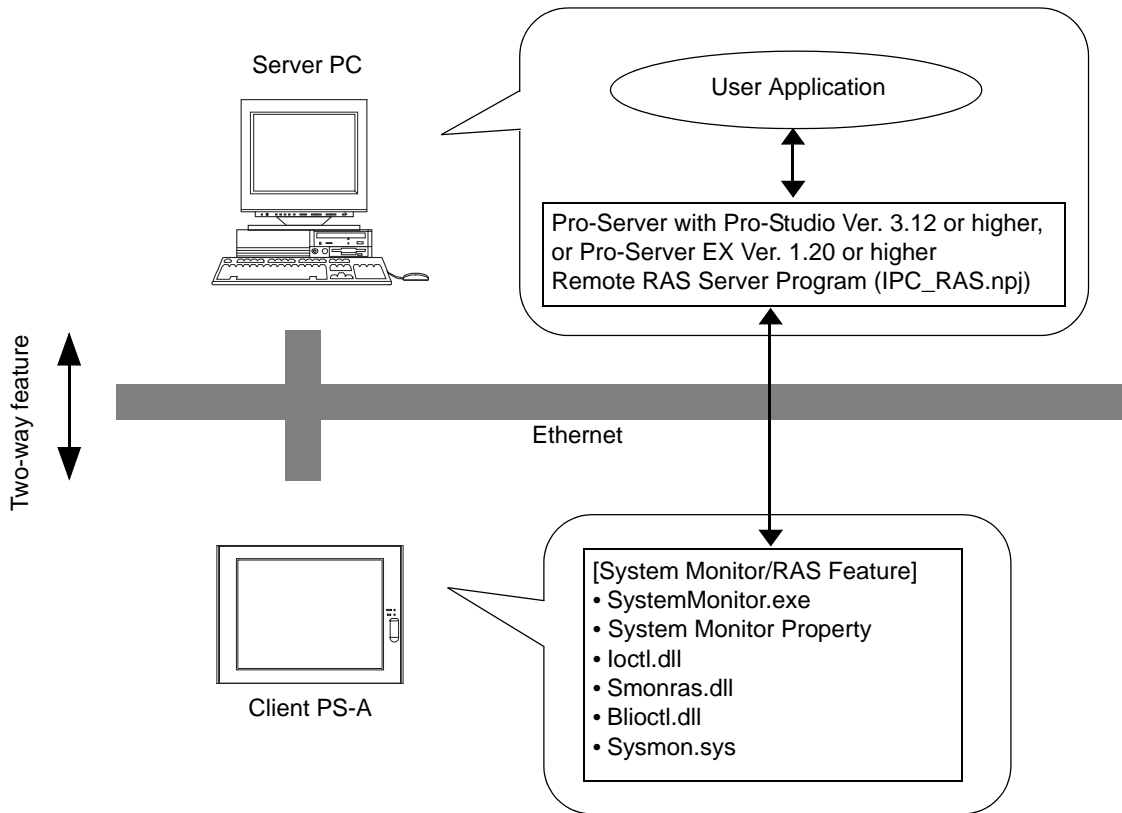 Server PC
User Application
Pro-Server with Pro-Studio Ver. 3.12 or higher,
or Pro-Server EX Ver. 1.20 or higher
Remote RAS Server Program (IPC_RAS.npj)
Two-way feature
Ethernet
Client PS-A
[System Monitor/RAS Feature]
• SystemMonitor.exe
• System Monitor Property
• Ioctl.dll
• Smonras.dll
• Blioctl.dll
• Sysmon.sys